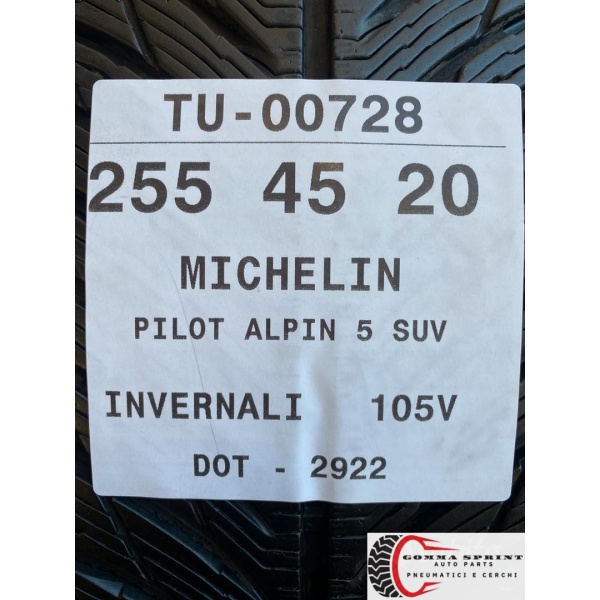 TU-00728
255 45 20
MICHELIN
PILOT ALPIN 5 SUV
INVERNALI 105V
DOT - 2922
GOMMA SPRINT
AUTO PARTS
PNEUMATICI E CERCHI